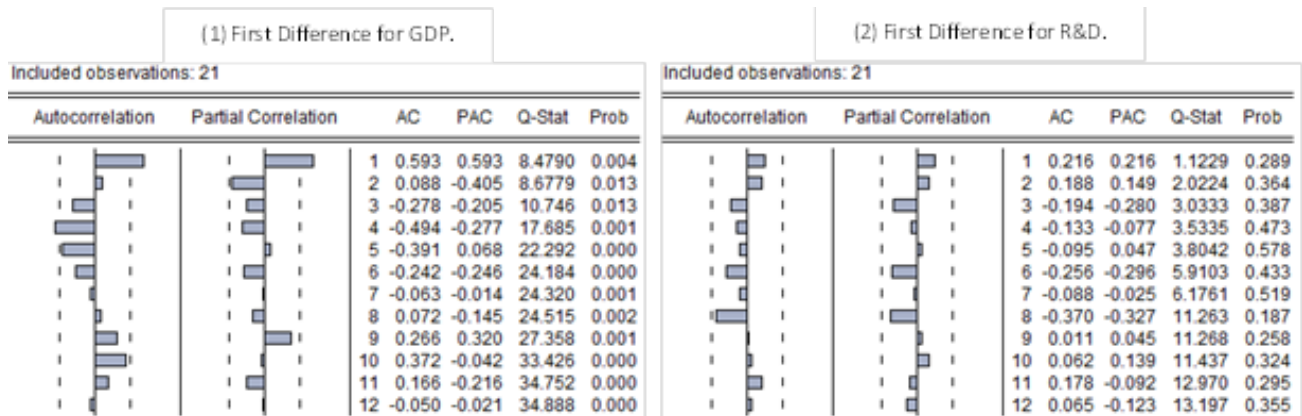 (1) First Difference for GDP.
Included observations: 21
Autocorrelation Partial Correlation AC PAC Q-Stat Prob
1 0.593 0.593 8.4790 0.004
2 0.088 -0.405 8.6779 0.013
3 -0.278 -0.205 10.746 0.013
4 -0.494 -0.277 17.685 0.001
5 -0.391 0.068 22.292 0.000
6 -0.242 -0.246 24.184 0.000
7 -0.063 -0.014 24.320 0.001
8 0.072 -0.145 24.515 0.002
9 0.266 0.320 27.358 0.001
10 0.372 -0.042 33.426 0.000
11 0.166 -0.216 34.752 0.000
12 -0.050 -0.021 34.888 0.000
(2) First Difference for R&D.
Included observations: 21
Autocorrelation Partial Correlation AC PAC Q-Stat Prob
1 0.216 0.216 1.1229 0.289
2 0.188 0.149 2.0224 0.364
3 -0.194 -0.280 3.0333 0.387
4 -0.133 -0.077 3.5335 0.473
5 -0.095 0.047 3.8042 0.578
6 -0.256 -0.296 5.9103 0.433
7 -0.088 -0.025 6.1761 0.519
8 -0.370 -0.327 11.263 0.187
9 0.011 0.045 11.268 0.258
10 0.062 0.139 11.437 0.324
11 0.178 -0.092 12.970 0.295
12 0.065 -0.123 13.197 0.355